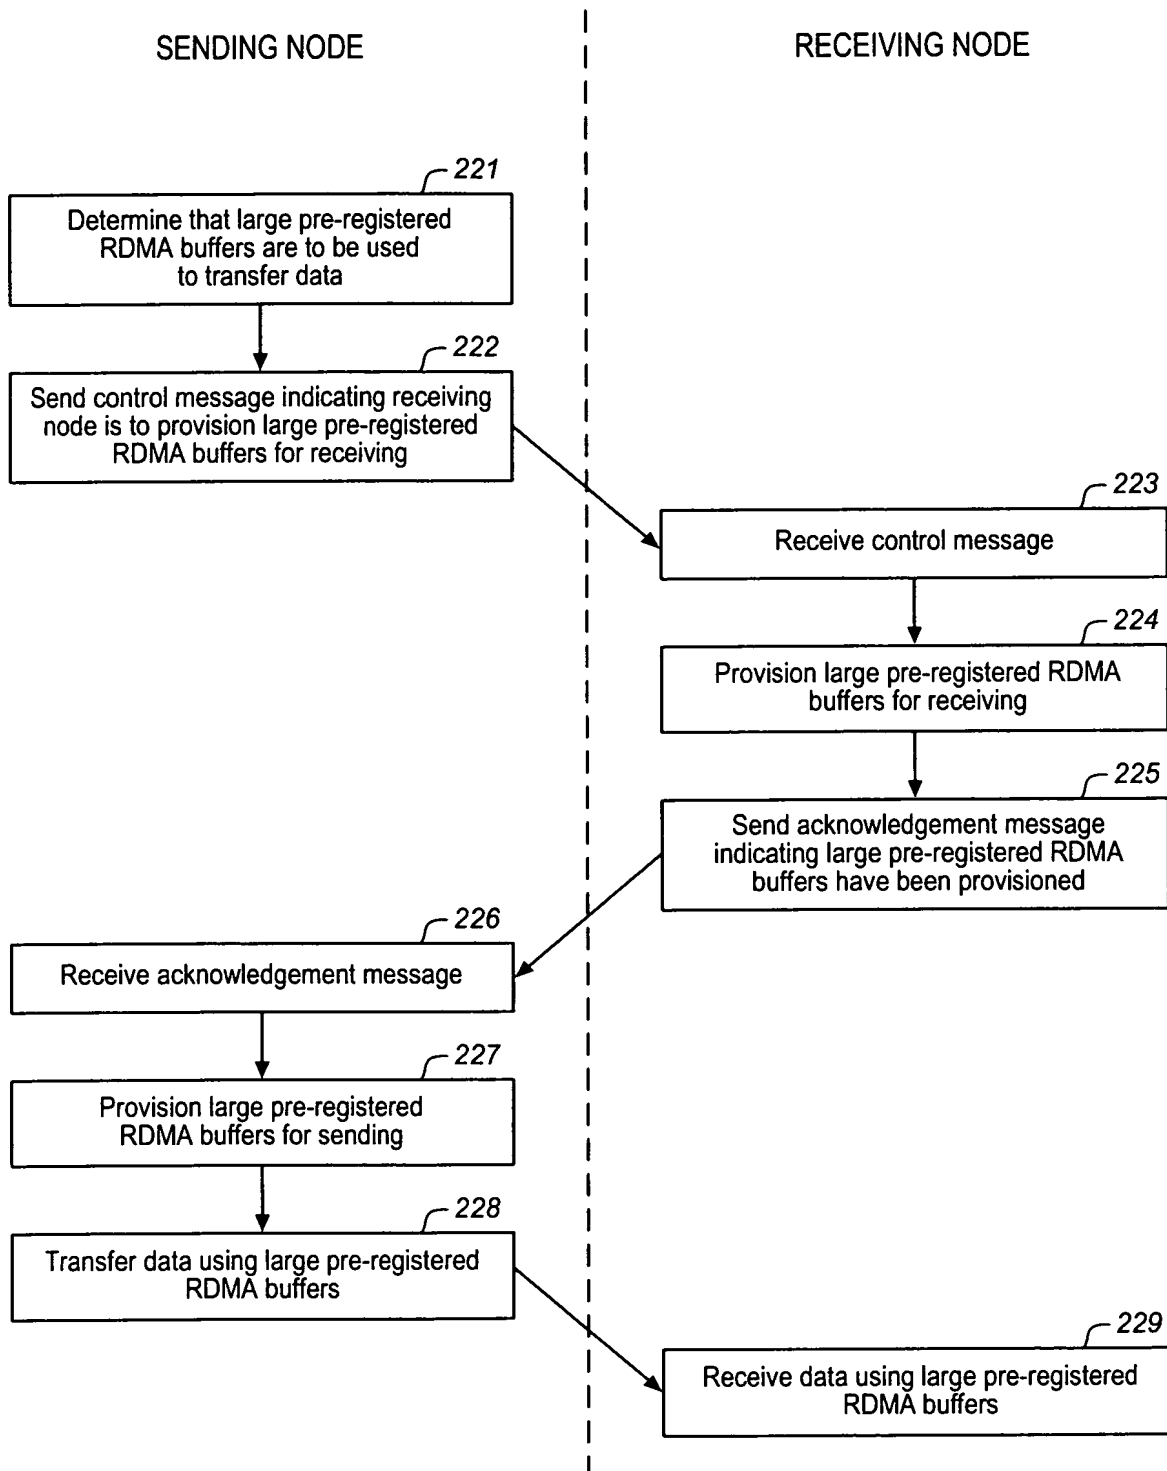 SENDING NODE
RECEIVING NODE
221
Determine that large pre-registered
RDMA buffers are to be used
to transfer data
222
Send control message indicating receiving
node is to provision large pre-registered
RDMA buffers for receiving
223
Receive control message
224
Provision large pre-registered RDMA
buffers for receiving
225
Send acknowledgement message
indicating large pre-registered RDMA
buffers have been provisioned
226
Receive acknowledgement message
227
Provision large pre-registered
RDMA buffers for sending
228
Transfer data using large pre-registered
RDMA buffers
229
Receive data using large pre-registered
RDMA buffers